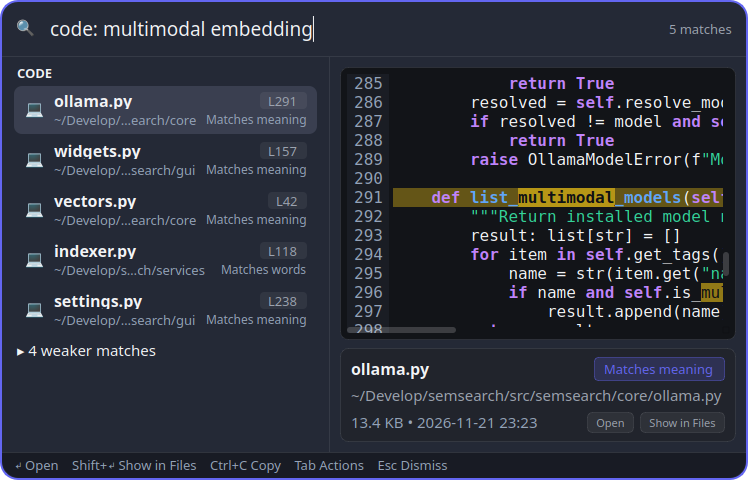 code: multimodal embedding
5 matches
CODE
ollama.py L291
~/Develop/…earch/core Matches meaning
widgets.py L157
~/Develop/…search/gui Matches meaning
vectors.py L42
~/Develop/…earch/core Matches meaning
indexer.py L118
~/Develop/s…ch/services Matches words
settings.py L238
~/Develop/…search/gui Matches meaning
▸ 4 weaker matches
285 return True
286 resolved = self.resolve_mo
287 if resolved != model and se
288 return True
289 raise OllamaModelError(f"Mo
290
291 def list_multimodal_models(self
292 """Return installed model n
293 result: list[str] = []
294 for item in self.get_tags(
295 name = str(item.get("na
296 if name and self.is_mul
297 result.append(name
298
ollama.py
Matches meaning
~/Develop/semsearch/src/semsearch/core/ollama.py
13.4 KB • 2026-11-21 23:23
Open
Show in Files
↵ Open Shift+↵ Show in Files Ctrl+C Copy Tab Actions Esc Dismiss